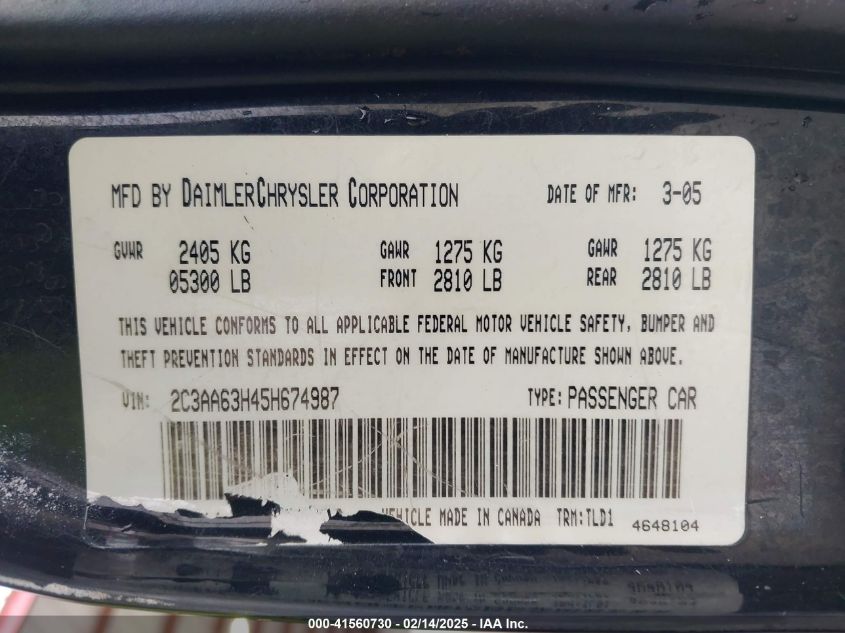 MFD BY DAIMLERCHRYSLER CORPORATION DATE OF MFR: 3-05
GVWR 2405 KG GAWR 1275 KG GAWR 1275 KG
05300 LB FRONT 2810 LB REAR 2810 LB
THIS VEHICLE CONFORMS TO ALL APPLICABLE FEDERAL MOTOR VEHICLE SAFETY, BUMPER AND
THEFT PREVENTION STANDARDS IN EFFECT ON THE DATE OF MANUFACTURE SHOWN ABOVE.
VIN: 2C3AA63H45H674987 TYPE: PASSENGER CAR
VEHICLE MADE IN CANADA TRM:TLD1 4648104
000-41560730 — 02/14/2025 — IAA Inc.